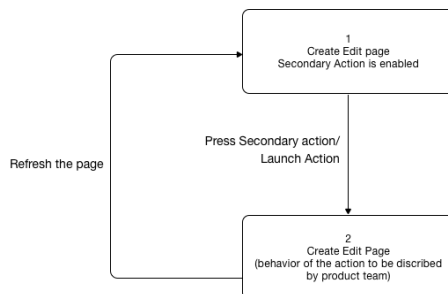 1
Create Edit page
Secondary Action is enabled
Press Secondary action/
Launch Action
Refresh the page
2
Create Edit Page
(behavior of the action to be discribed
by product team)